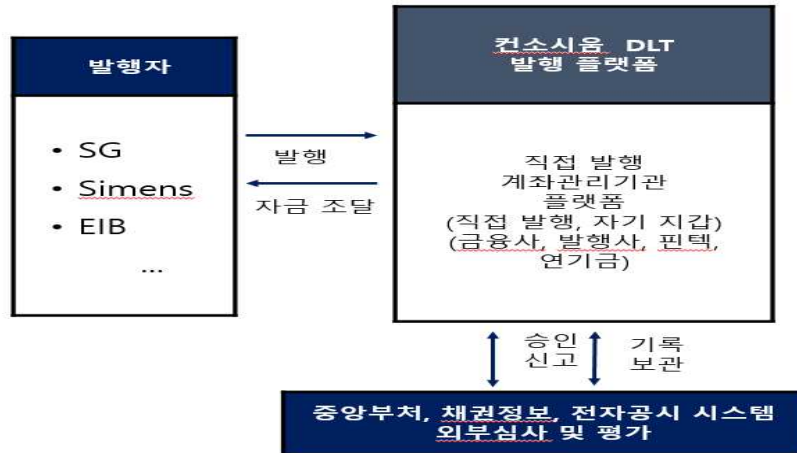 발행자
• SG
• Simens
• EIB
...
발행
자금 조달
컨소시움 DLT
발행 플랫폼
직접 발행
계좌관리기관
플랫폼
(직접 발행, 자기 지갑)
(금융사, 발행사, 핀텍,
연기금)
승인
신고
기록
보관
중앙부처, 채권정보, 전자공시 시스템
외부심사 및 평가